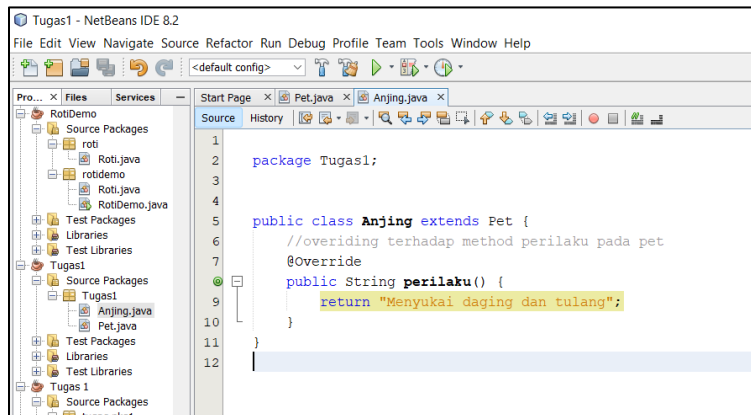 Tugas1 - NetBeans IDE 8.2
File Edit View Navigate Source Refactor Run Debug Profile Team Tools Window Help
<default config>
Pro... × Files Services –
Start Page × Pet.java × Anjing.java ×
Source History
RotiDemo
Source Packages
roti
Roti.java
rotidemo
Roti.java
RotiDemo.java
Test Packages
Libraries
Test Libraries
Tugas1
Source Packages
Tugas1
Anjing.java
Pet.java
Test Packages
Libraries
Test Libraries
Tugas 1
Source Packages
1
2 package Tugas1;
3
4
5 public class Anjing extends Pet {
6 //overiding terhadap method perilaku pada pet
7 @Override
public String perilaku() {
9 return "Menyukai daging dan tulang";
10 }
11 }
12